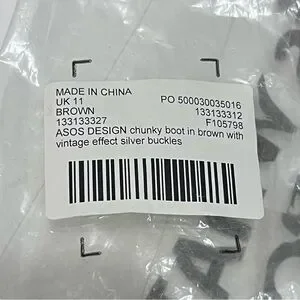 MADE IN CHINA
UK 11 PO 500030035016
BROWN 133133312
133133327 F105798
ASOS DESIGN chunky boot in brown with
vintage effect silver buckles